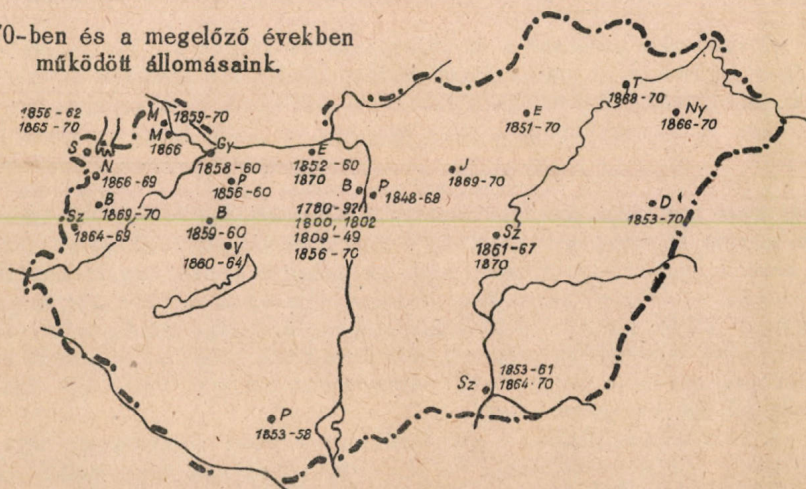 70-ben és a megelőző években
működött állomásaink.
1856-62
1865-70
S
M
1859-70
M
1866
Gy
1858-60
P
1856-60
N
1866-69
B
1869-70
Sz
1864-69
B
1859-60
V
1860-64
E
1852-60
1870
B
1780-92
1800, 1802
1809-49
1856-70
P
1848-68
E
1851-70
J
1869-70
T
1868-70
Ny
1866-70
D
1853-70
Sz
1861-67
1870
Sz
1853-61
1864-70
P
1853-58